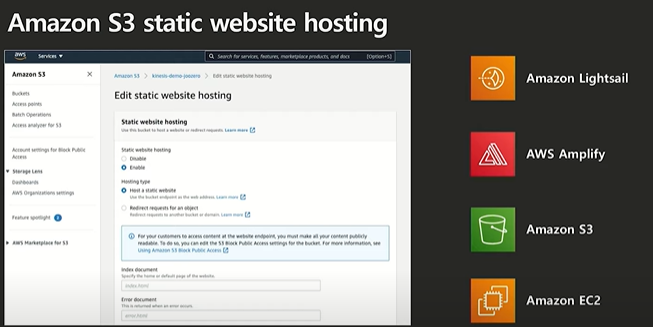 Amazon S3 static website hosting
aws
Services
Search for services, features, marketplace products, and docs
[Option+S]
Amazon S3
Buckets
Access points
Batch Operations
Access analyzer for S3
Account settings for Block Public
Access
Storage Lens
Dashboards
AWS Organizations settings
Feature spotlight
AWS Marketplace for S3
Amazon S3
Edit static website hosting
Edit static website hosting
Static website hosting
Use this bucket to host a website or redirect requests. Learn more
Static website hosting
Disable
Enable
Hosting type
Host a static website
Use the bucket endpoint as the web address. Learn more
Redirect requests for an object
Redirect requests to another bucket or domain. Learn more
For your customers to access content at the website endpoint, you must make all your content publicly
readable. To do so, you can edit the S3 Block Public Access settings for the bucket. For more information, see
Using Amazon S3 Block Public Access
Index document
Specify the home or default page of the website.
index.html
Error document
This is returned when an error occurs.
error.html
Amazon Lightsail
AWS Amplify
Amazon S3
Amazon EC2